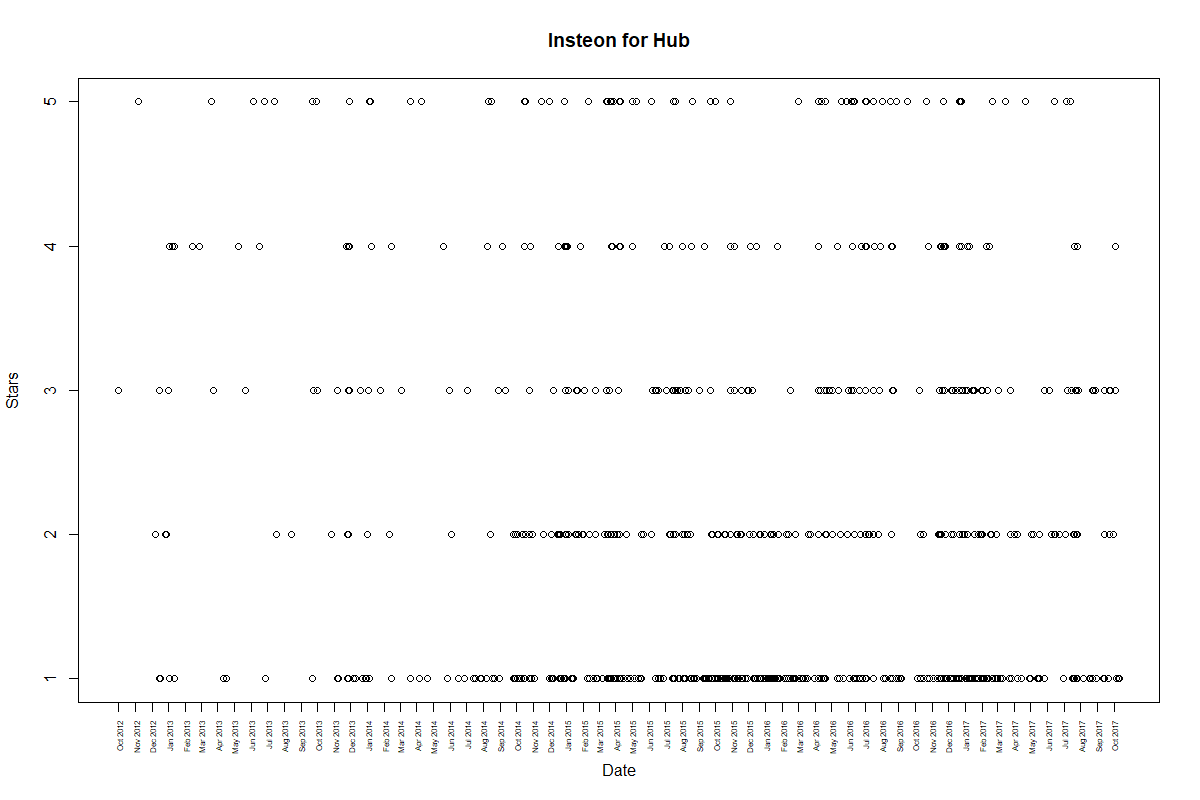 Insteon for Hub
5
4
3
2
1
Stars
Oct 2012
Nov 2012
Dec 2012
Jan 2013
Feb 2013
Mar 2013
Apr 2013
May 2013
Jun 2013
Jul 2013
Aug 2013
Sep 2013
Oct 2013
Nov 2013
Dec 2013
Jan 2014
Feb 2014
Mar 2014
Apr 2014
May 2014
Jun 2014
Jul 2014
Aug 2014
Sep 2014
Oct 2014
Nov 2014
Dec 2014
Jan 2015
Feb 2015
Mar 2015
Apr 2015
May 2015
Jun 2015
Jul 2015
Aug 2015
Sep 2015
Oct 2015
Nov 2015
Dec 2015
Jan 2016
Feb 2016
Mar 2016
Apr 2016
May 2016
Jun 2016
Jul 2016
Aug 2016
Sep 2016
Oct 2016
Nov 2016
Dec 2016
Jan 2017
Feb 2017
Mar 2017
Apr 2017
May 2017
Jun 2017
Jul 2017
Aug 2017
Sep 2017
Oct 2017
Date